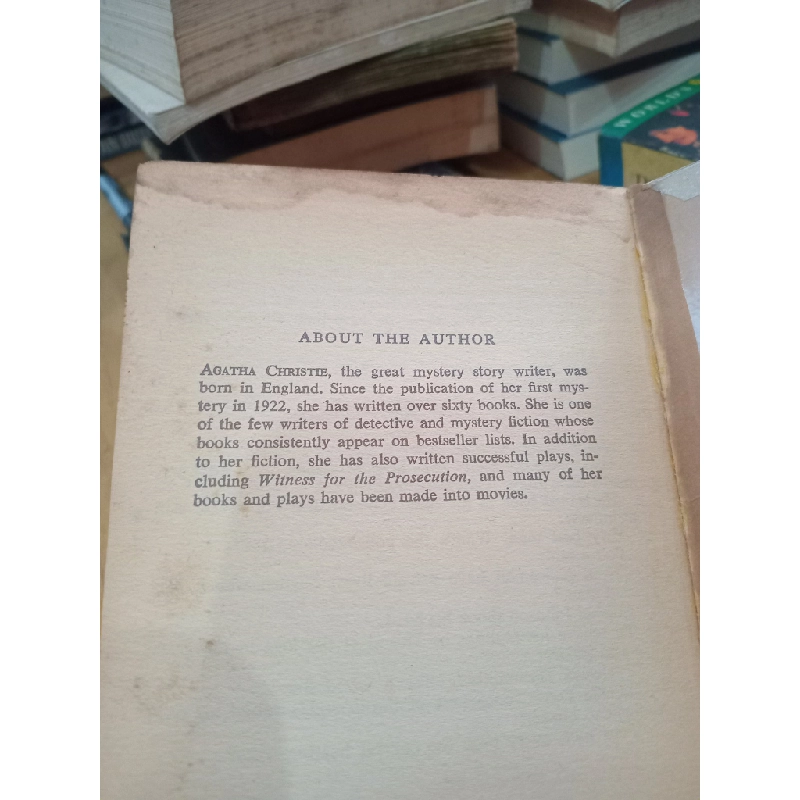 ABOUT THE AUTHOR
AGATHA CHRISTIE, the great mystery story writer, was
born in England. Since the publication of her first mys-
tery in 1922, she has written over sixty books. She is one
of the few writers of detective and mystery fiction whose
books consistently appear on bestseller lists. In addition
to her fiction, she has also written successful plays, in-
cluding Witness for the Prosecution, and many of her
books and plays have been made into movies.
WORLD'S